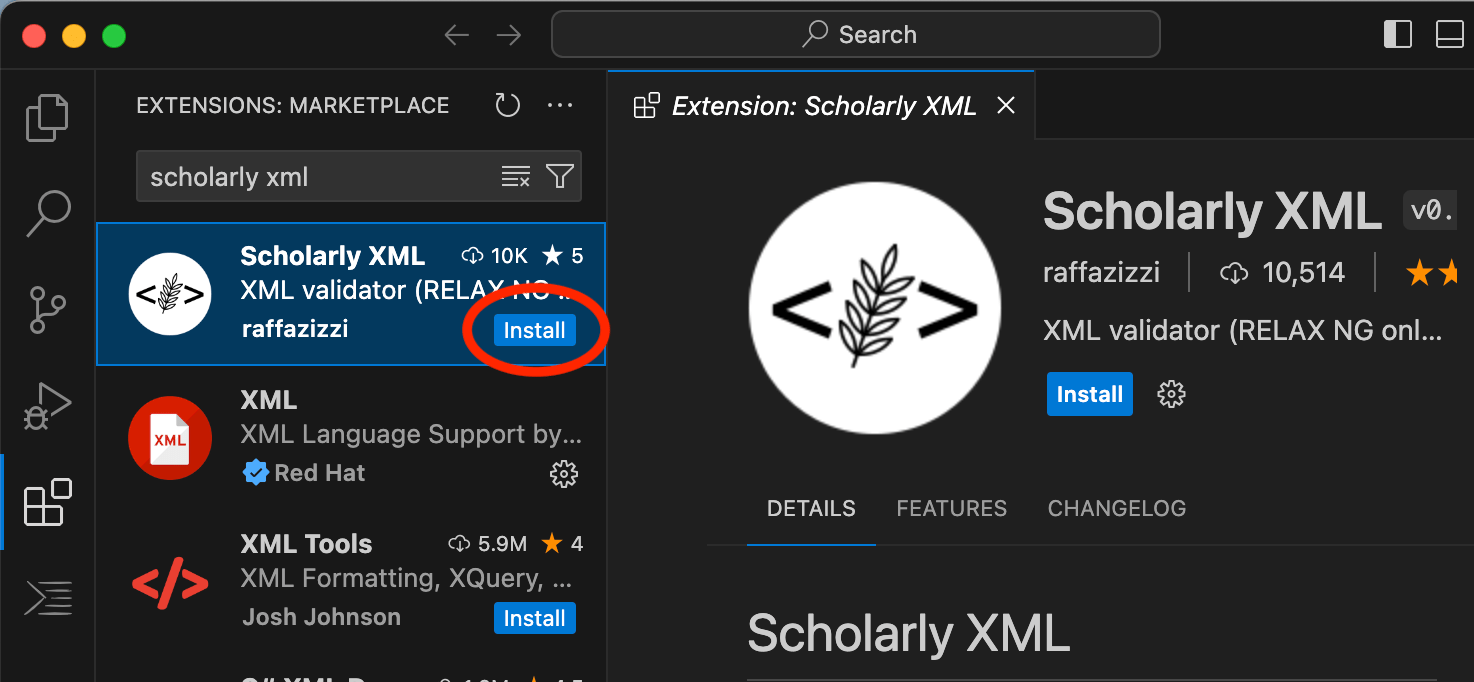 Search
EXTENSIONS: MARKETPLACE
scholarly xml
Scholarly XML 10K ★ 5
XML validator (RELAX NG ...
raffazizzi Install
XML
XML
XML Language Support by...
Red Hat
XML Tools 5.9M ★ 4
XML Formatting, XQuery, ...
Josh Johnson Install
Extension: Scholarly XML
Scholarly XML v0.
raffazizzi 10,514
XML validator (RELAX NG onl...
Install
DETAILS FEATURES CHANGELOG
Scholarly XML